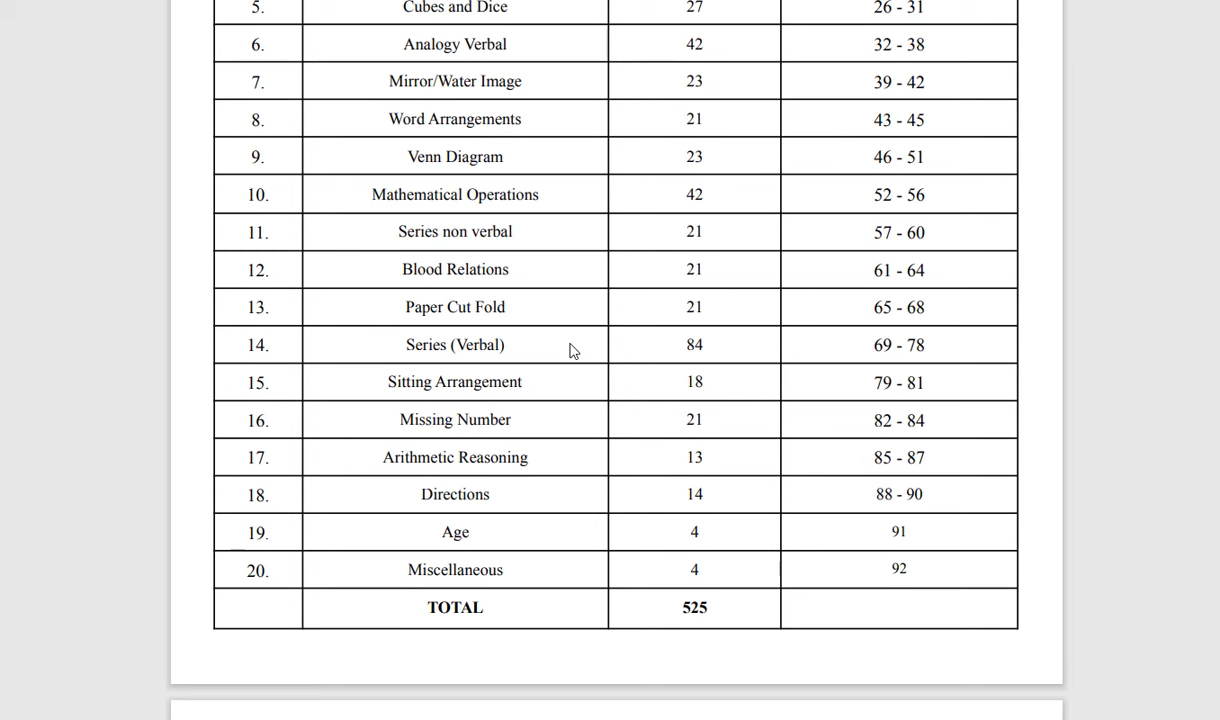 5. Cubes and Dice 27 26 - 31
6. Analogy Verbal 42 32 - 38
7. Mirror/Water Image 23 39 - 42
8. Word Arrangements 21 43 - 45
9. Venn Diagram 23 46 - 51
10. Mathematical Operations 42 52 - 56
11. Series non verbal 21 57 - 60
12. Blood Relations 21 61 - 64
13. Paper Cut Fold 21 65 - 68
14. Series (Verbal) 84 69 - 78
15. Sitting Arrangement 18 79 - 81
16. Missing Number 21 82 - 84
17. Arithmetic Reasoning 13 85 - 87
18. Directions 14 88 - 90
19. Age 4 91
20. Miscellaneous 4 92
TOTAL 525